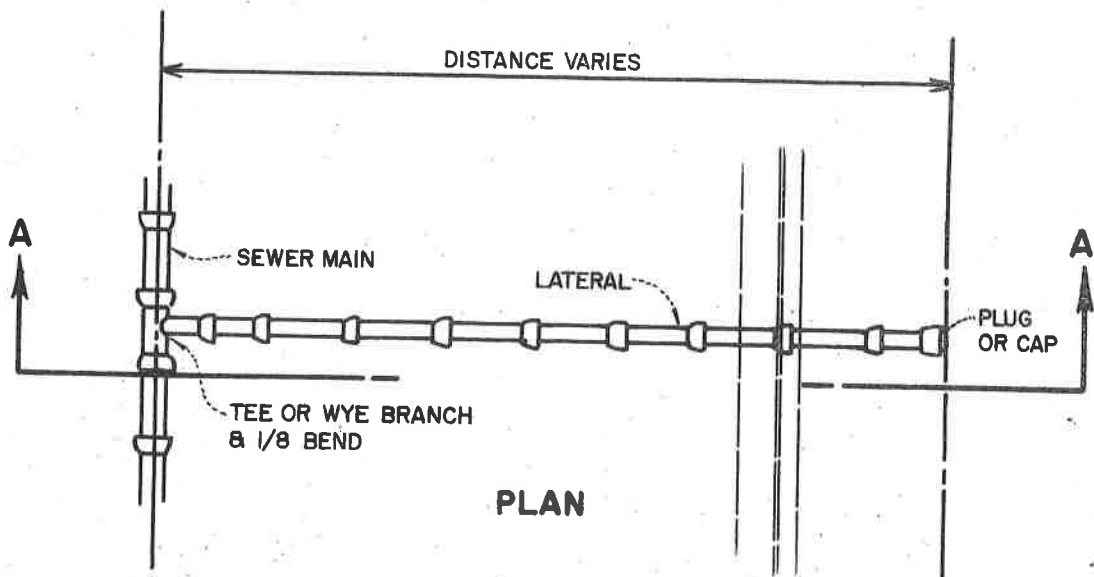 DISTANCE VARIES
A
A
SEWER MAIN
LATERAL
PLUG
OR CAP
TEE OR WYE BRANCH
& 1/8 BEND
PLAN